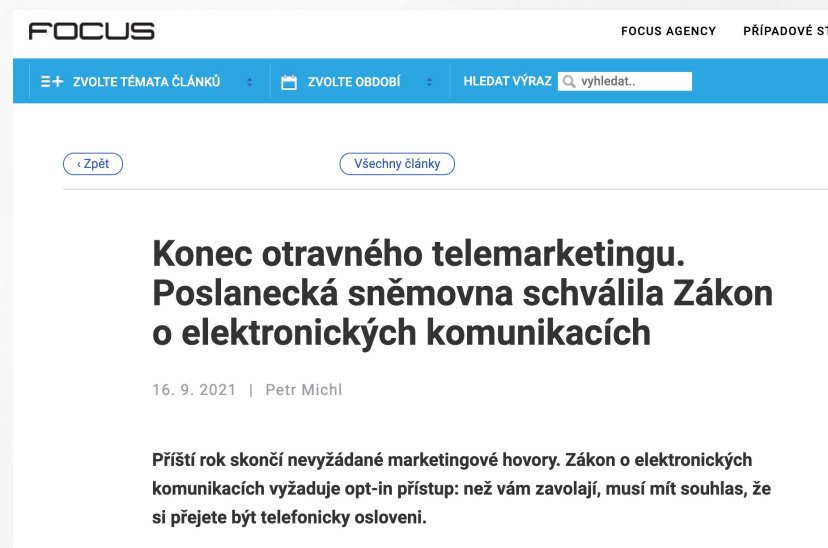 FOCUS
FOCUS AGENCY PŘÍPADOVÉ
ZVOLTE TÉMATA ČLÁNKŮ ZVOLTE OBDOBÍ HLEDAT VÝRAZ vyhledat..
‹ Zpět Všechny články
Konec otravného telemarketingu.
Poslanecká sněmovna schválila Zákon
o elektronických komunikacích
16. 9. 2021 | Petr Michl
Příští rok skončí nevyžádané marketingové hovory. Zákon o elektronických
komunikacích vyžaduje opt-in přístup: než vám zavolají, musí mít souhlas, že
si přejete být telefonicky osloveni.